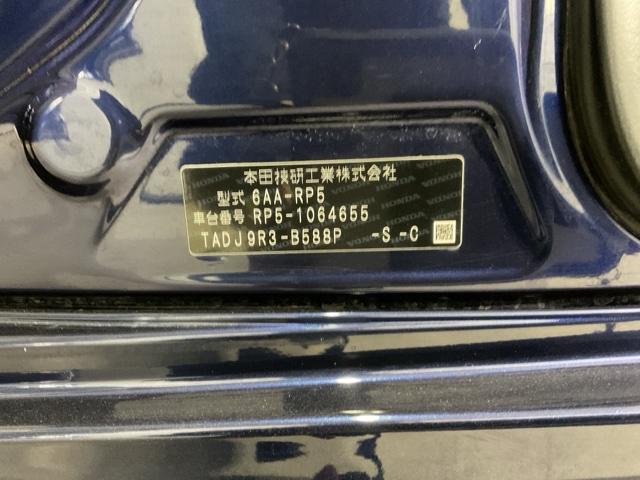 本田技研工業株式会社
型式 6AA-RP5
車台番号 RP5-1064655
TADJ9R3-B588P -S -C